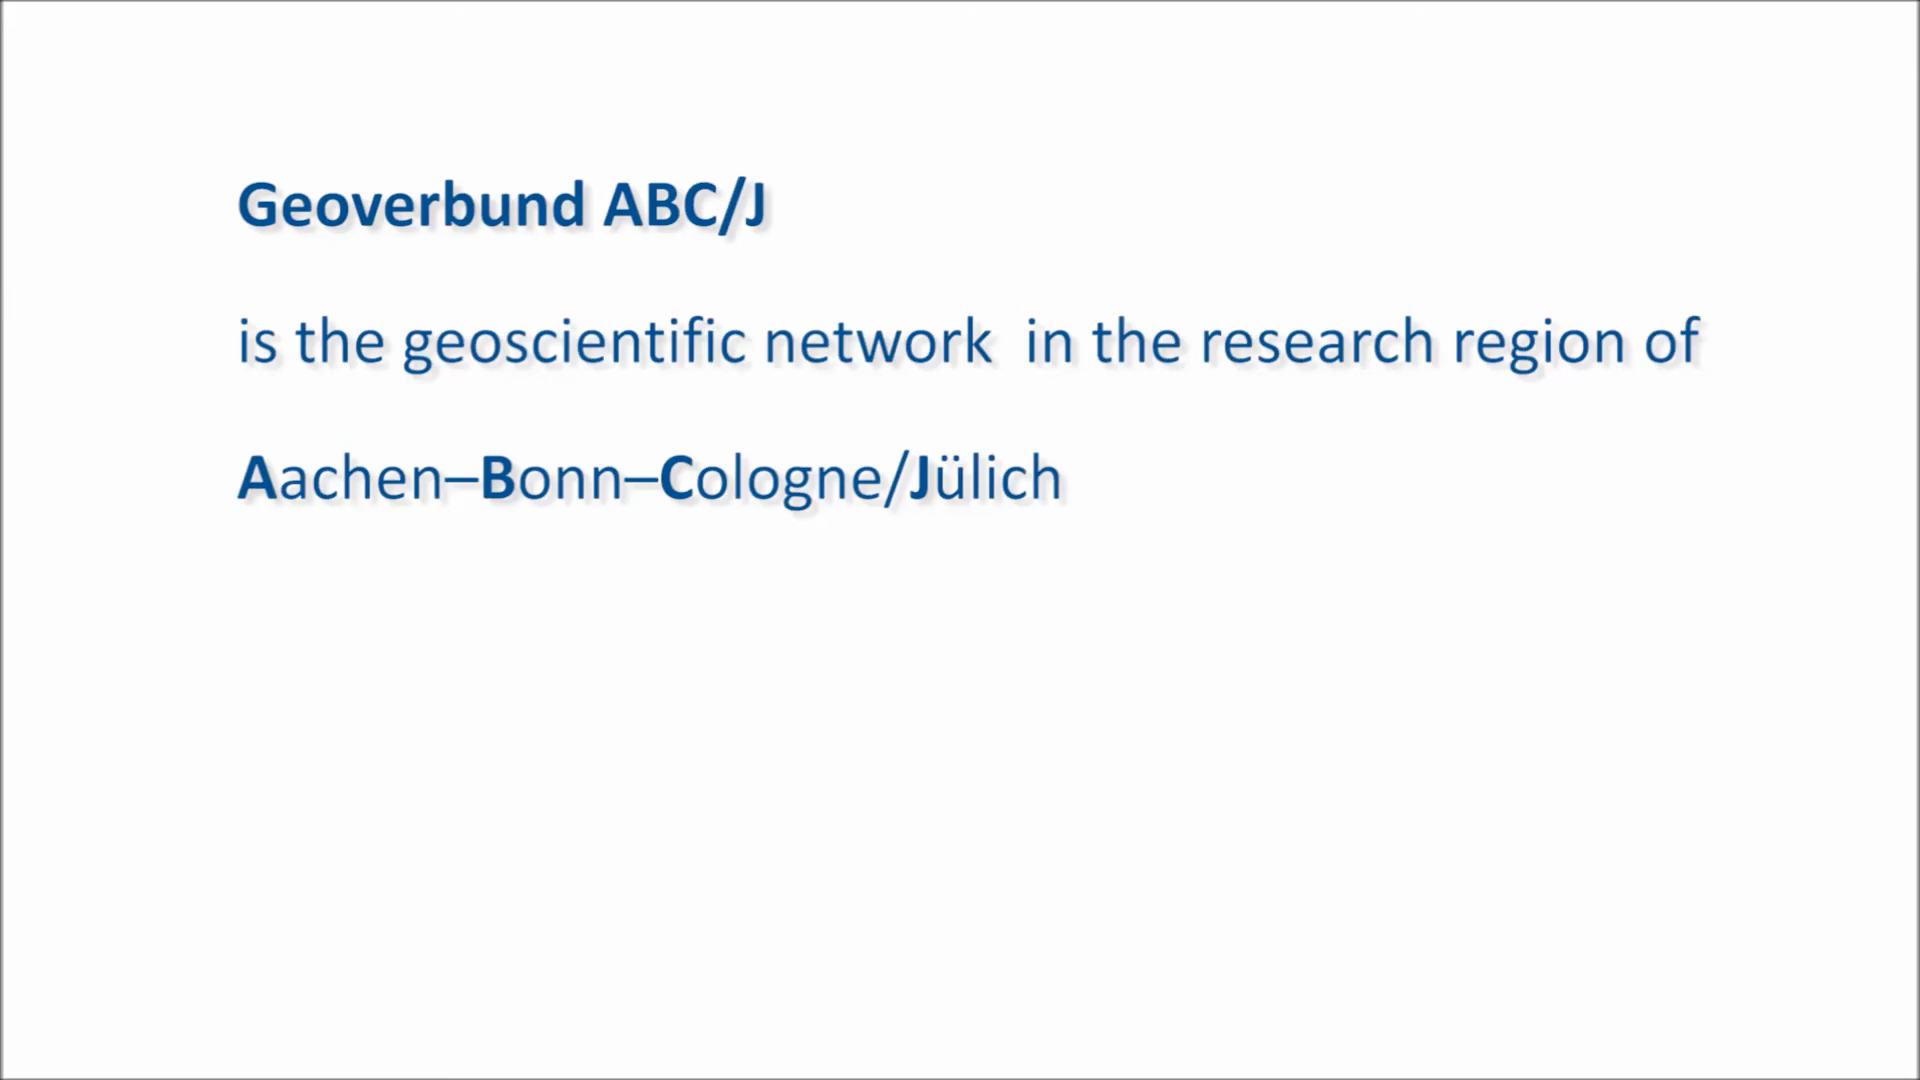 Geoverbund ABC/J
is the geoscientific network  in the research region of
Aachen–Bonn–Cologne/Jülich